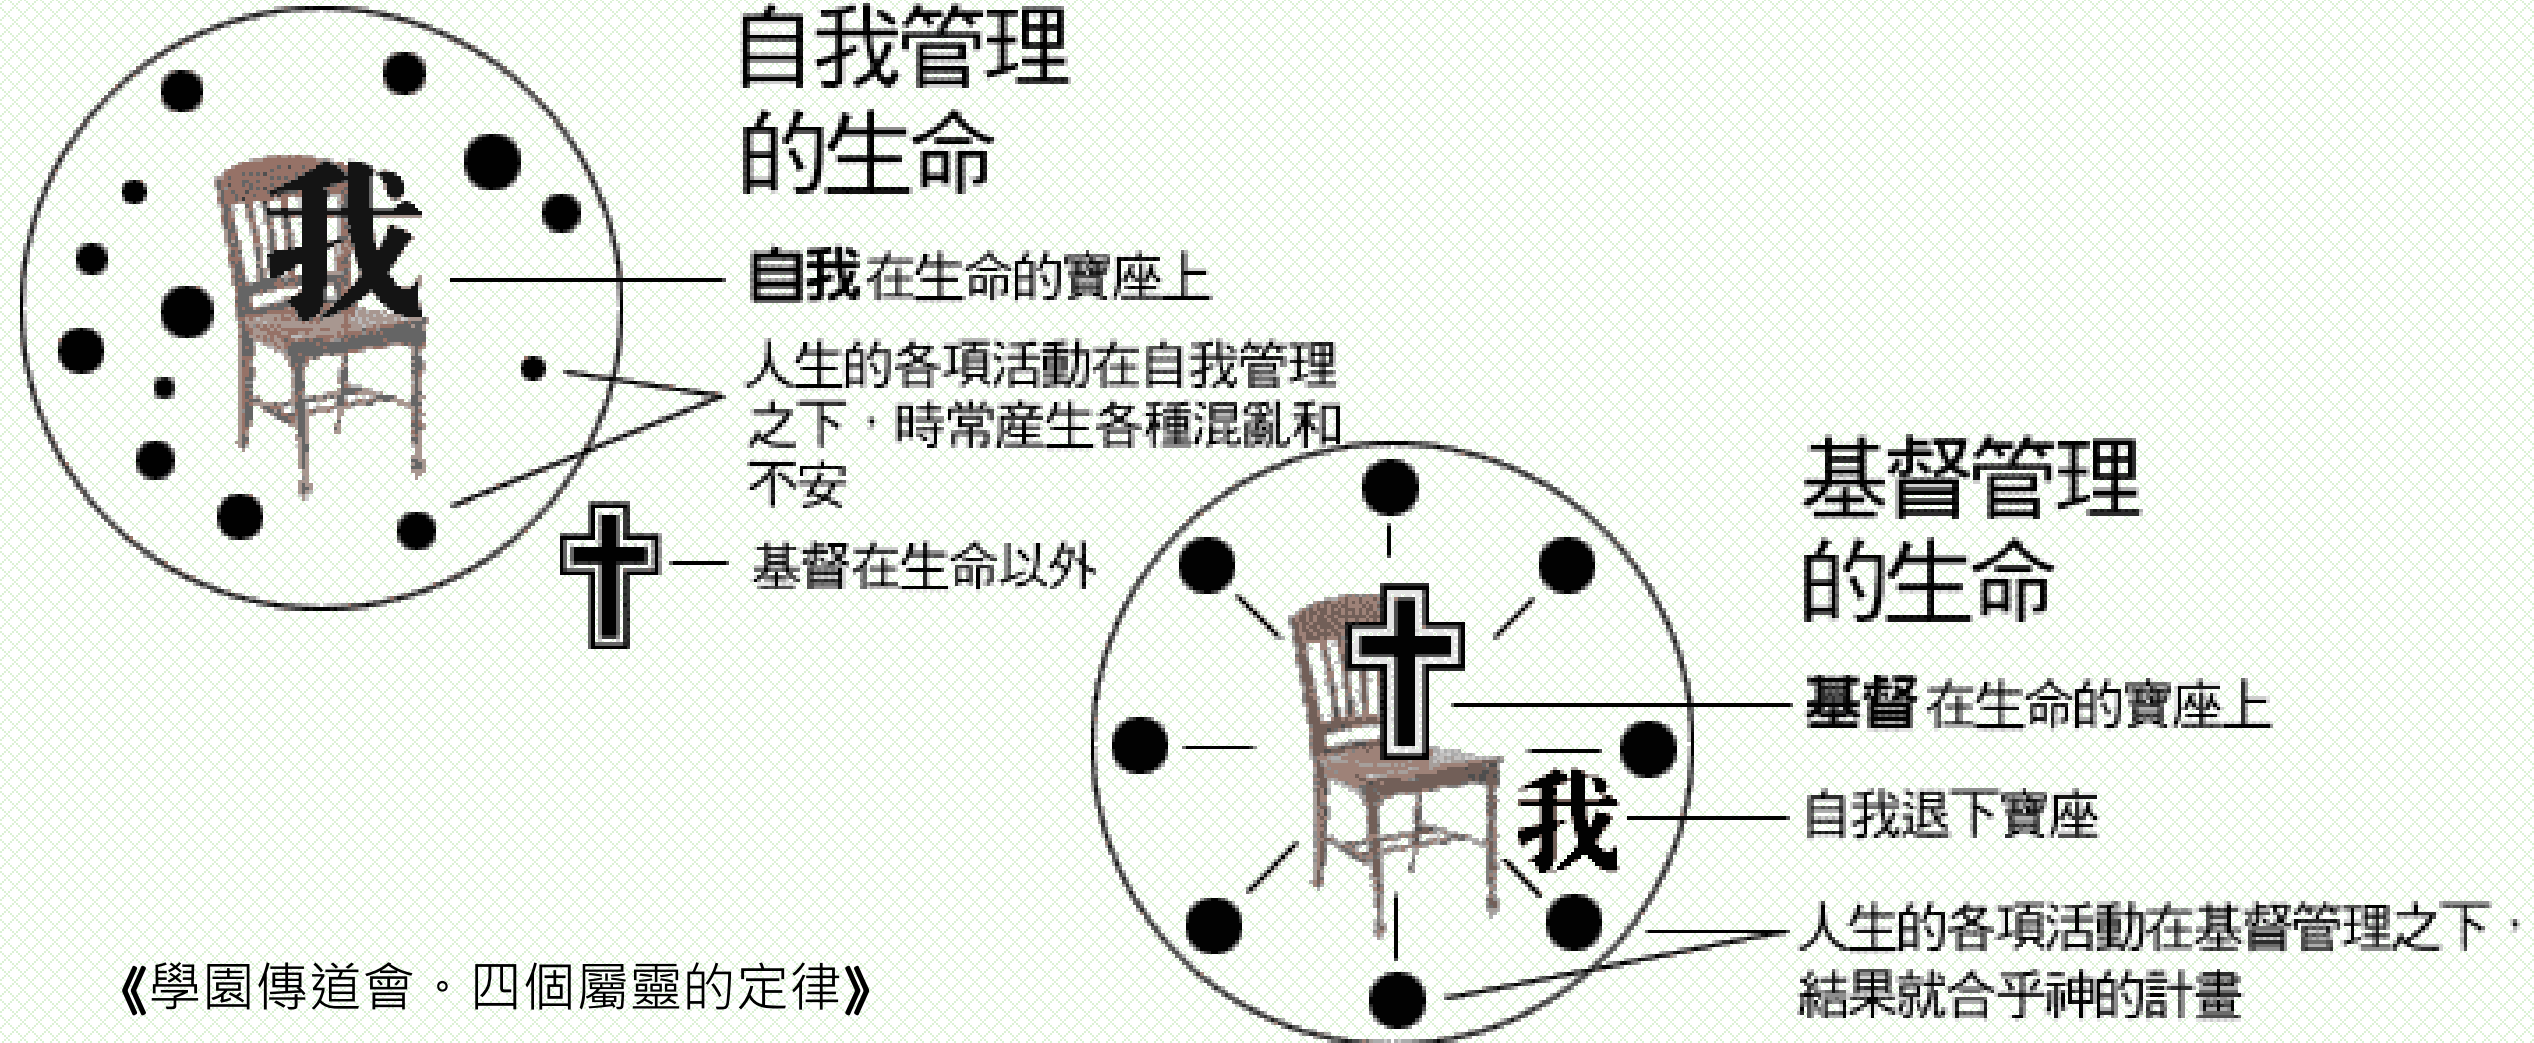 自我管理
的生命
我
自我在生命的寶座上
人生的各項活動在自我管理
之下，時常產生各種混亂和
不安
基督在生命以外
基督管理
的生命
基督在生命的寶座上
我
自我退下寶座
人生的各項活動在基督管理之下，
結果就合乎神的計畫
《學園傳道會。四個屬靈的定律》